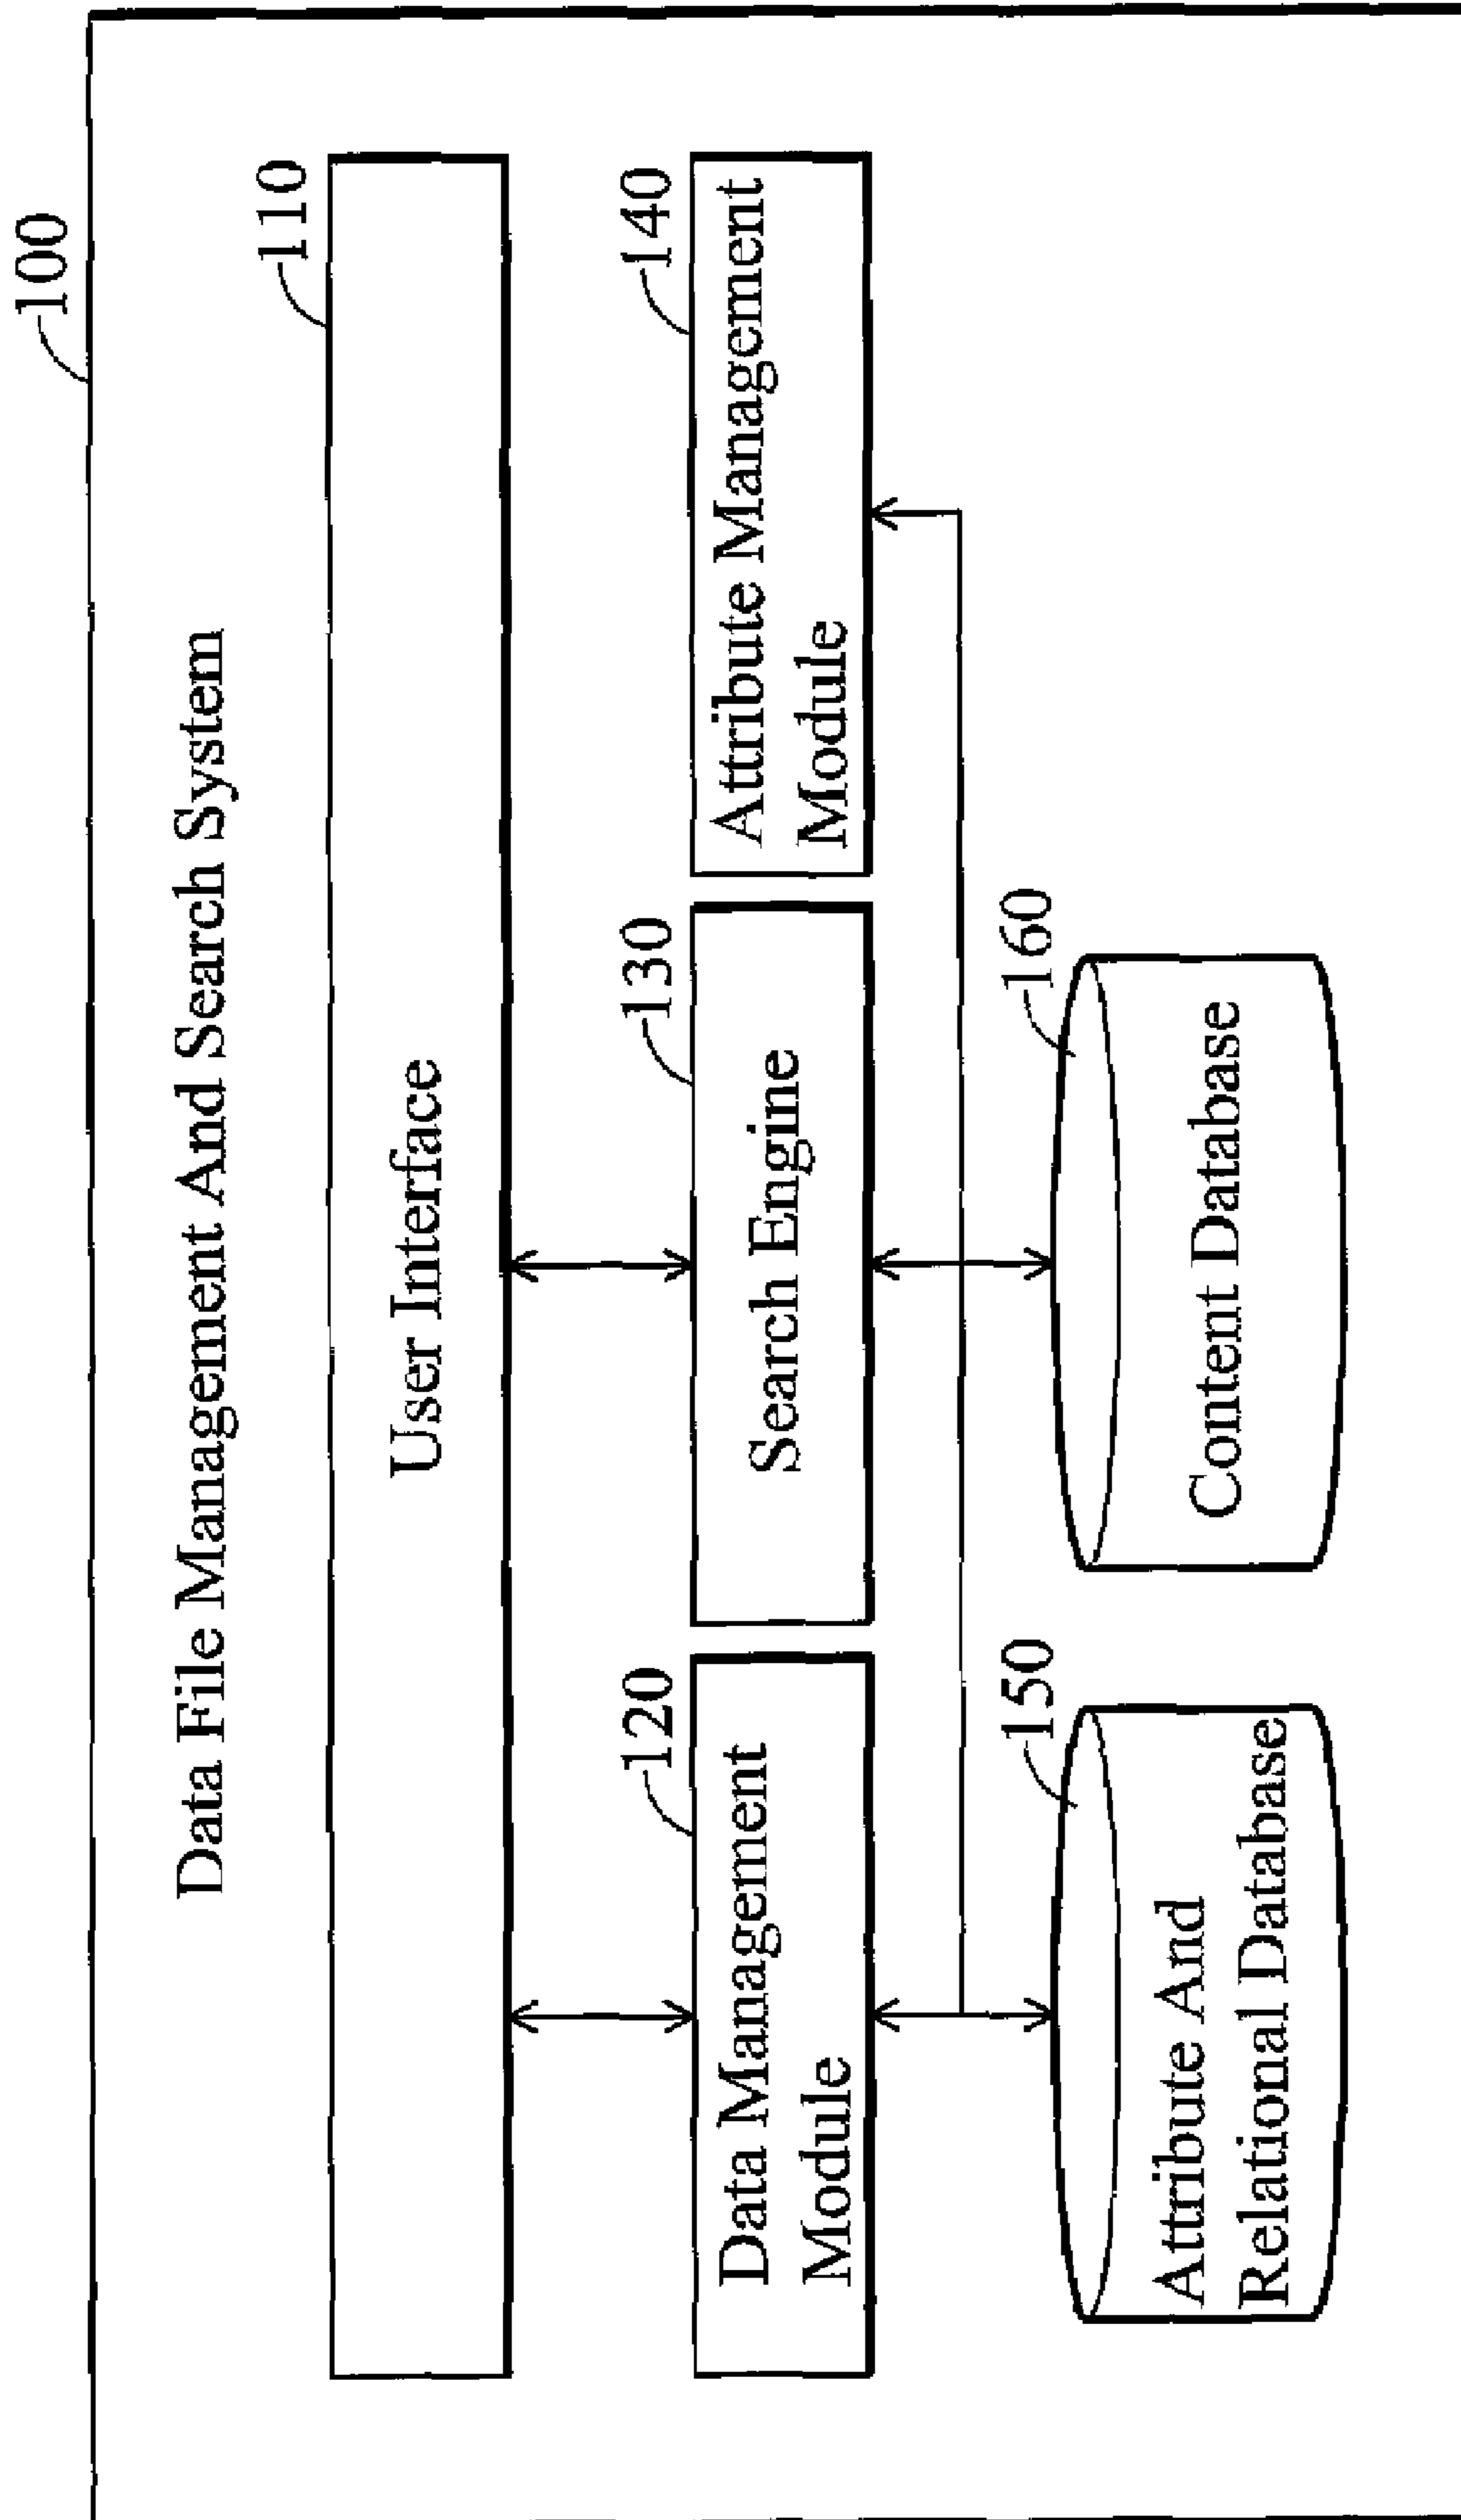 100
Data File Management And Search System
110
User Interface
120
Data Management
Module
130
Search Engine
140
Attribute Management
Module
150
Attribute And
Relational Database
160
Content Database